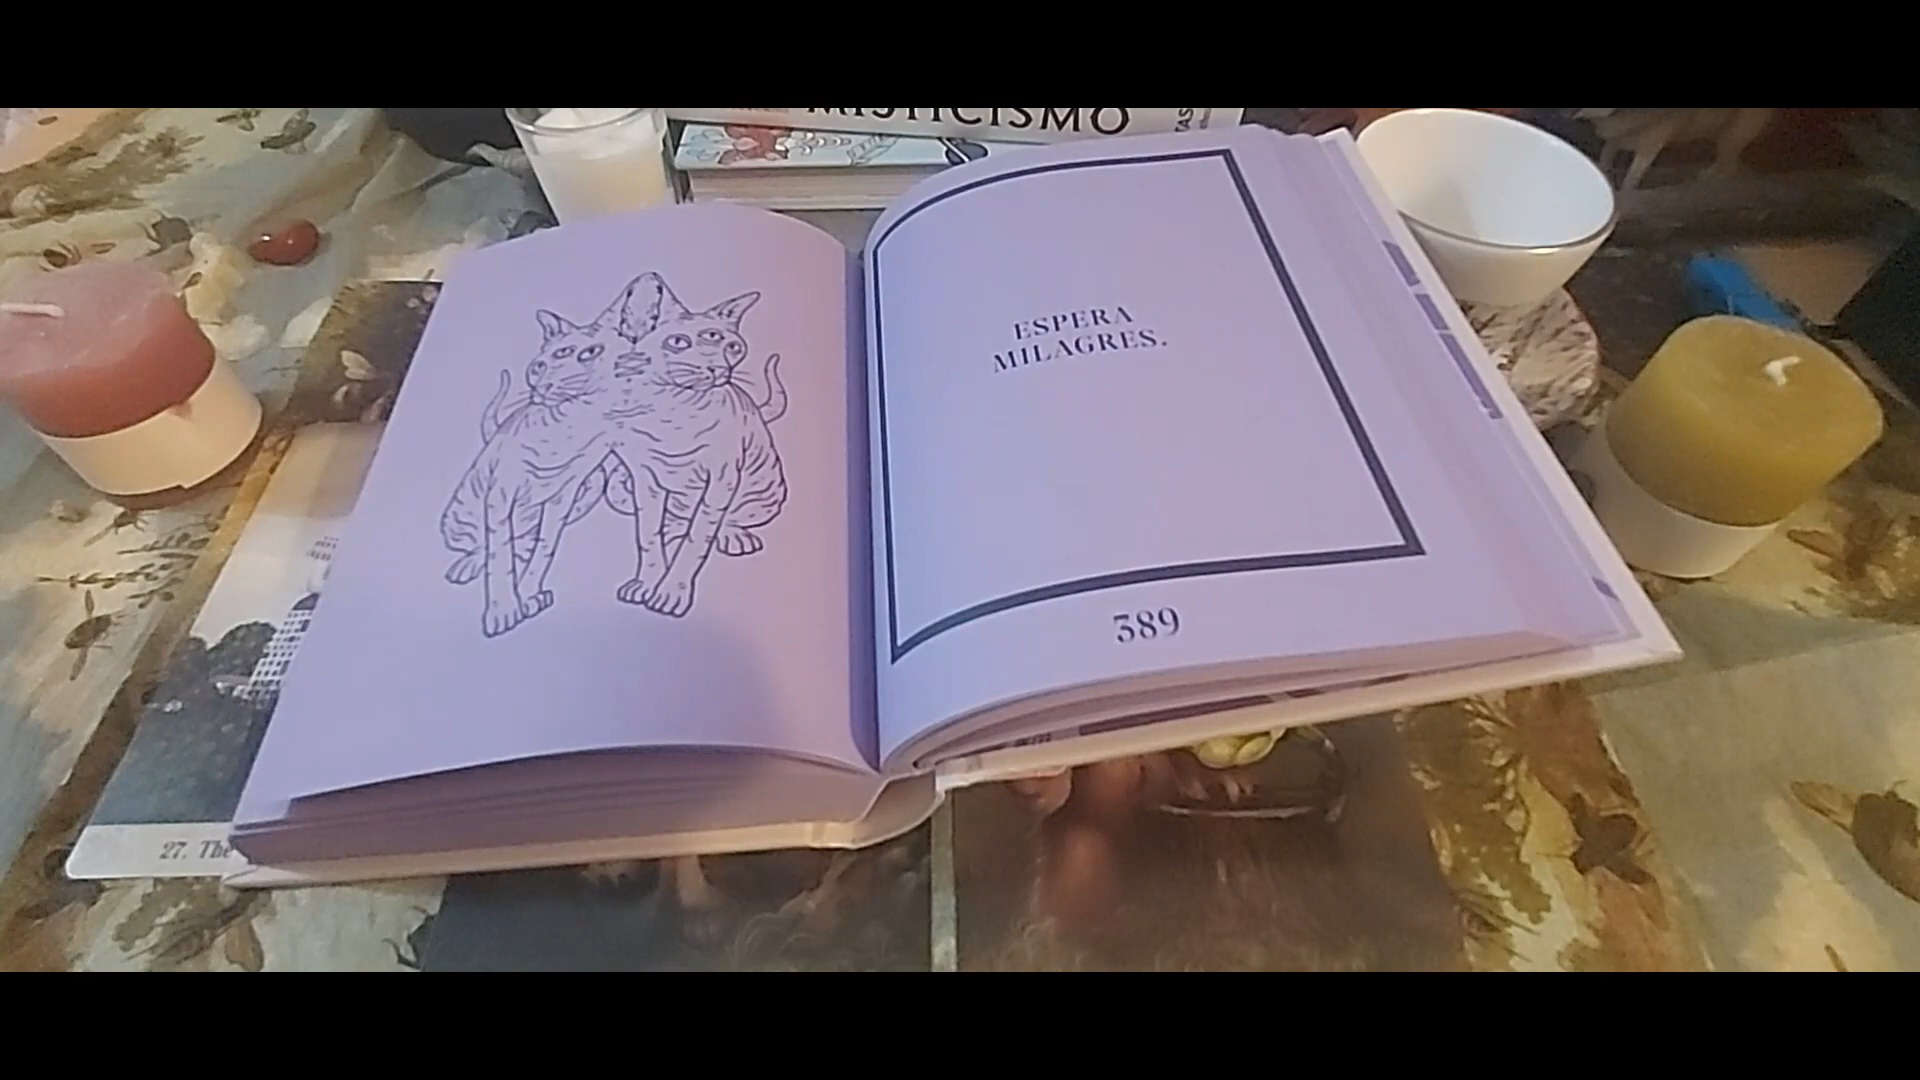 MISTICISMO
ESPERA
MILAGRES.
389
27. The